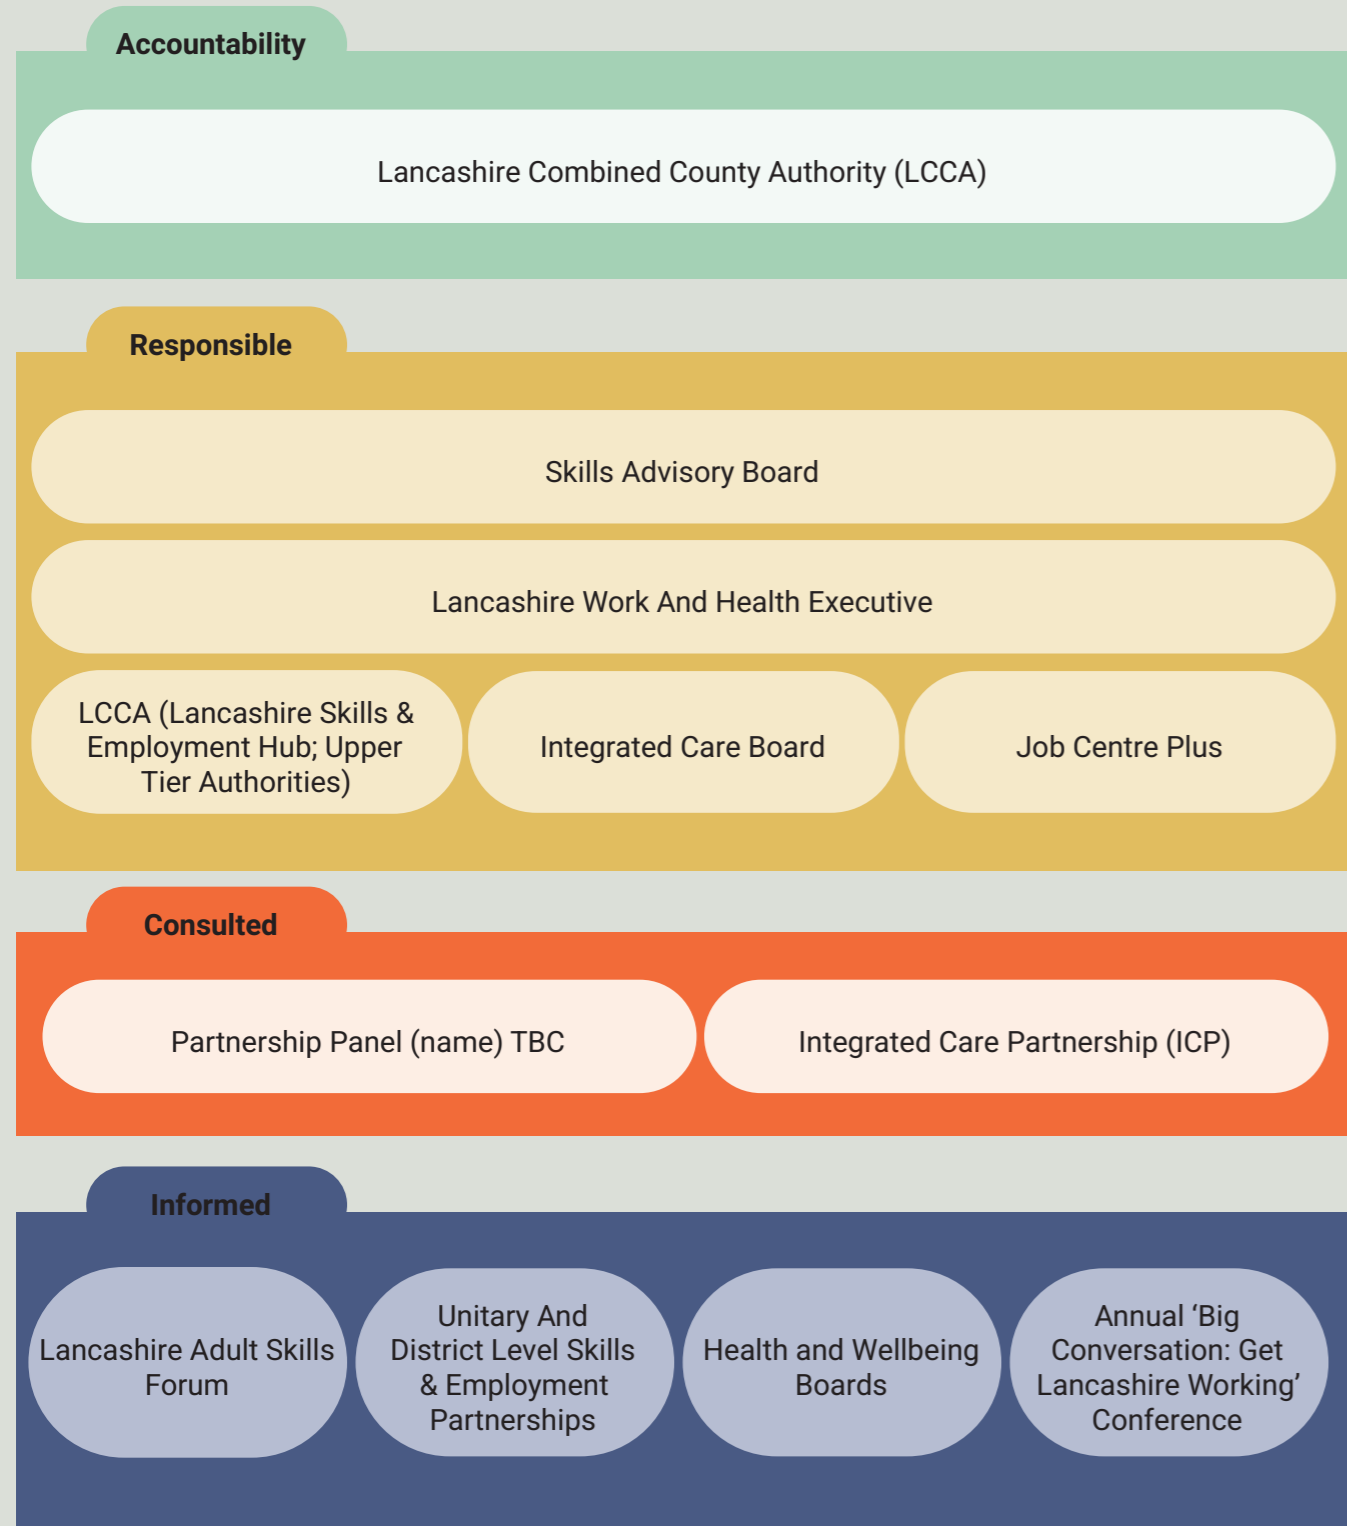 Accountability
Lancashire Combined County Authority (LCCA)
Responsible
Skills Advisory Board
Lancashire Work And Health Executive
LCCA (Lancashire Skills &
Employment Hub; Upper
Tier Authorities)
Integrated Care Board
Job Centre Plus
Consulted
Partnership Panel (name) TBC
Integrated Care Partnership (ICP)
Informed
Lancashire Adult Skills
Forum
Unitary And
District Level Skills
& Employment
Partnerships
Health and Wellbeing
Boards
Annual ‘Big
Conversation: Get
Lancashire Working’
Conference